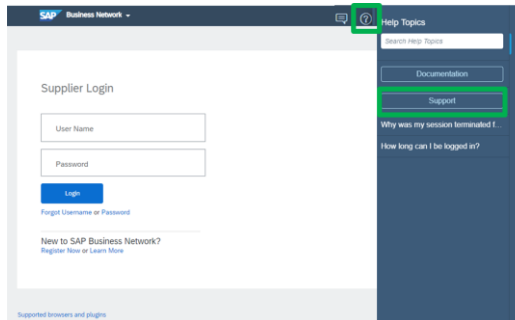 SAP Business Network
Help Topics
Search Help Topics
Documentation
Support
Why was my session terminated f...
How long can I be logged in?
Supplier Login
User Name
Password
Login
Forgot Username or Password
New to SAP Business Network?
Register Now or Learn More
Supported browsers and plugins